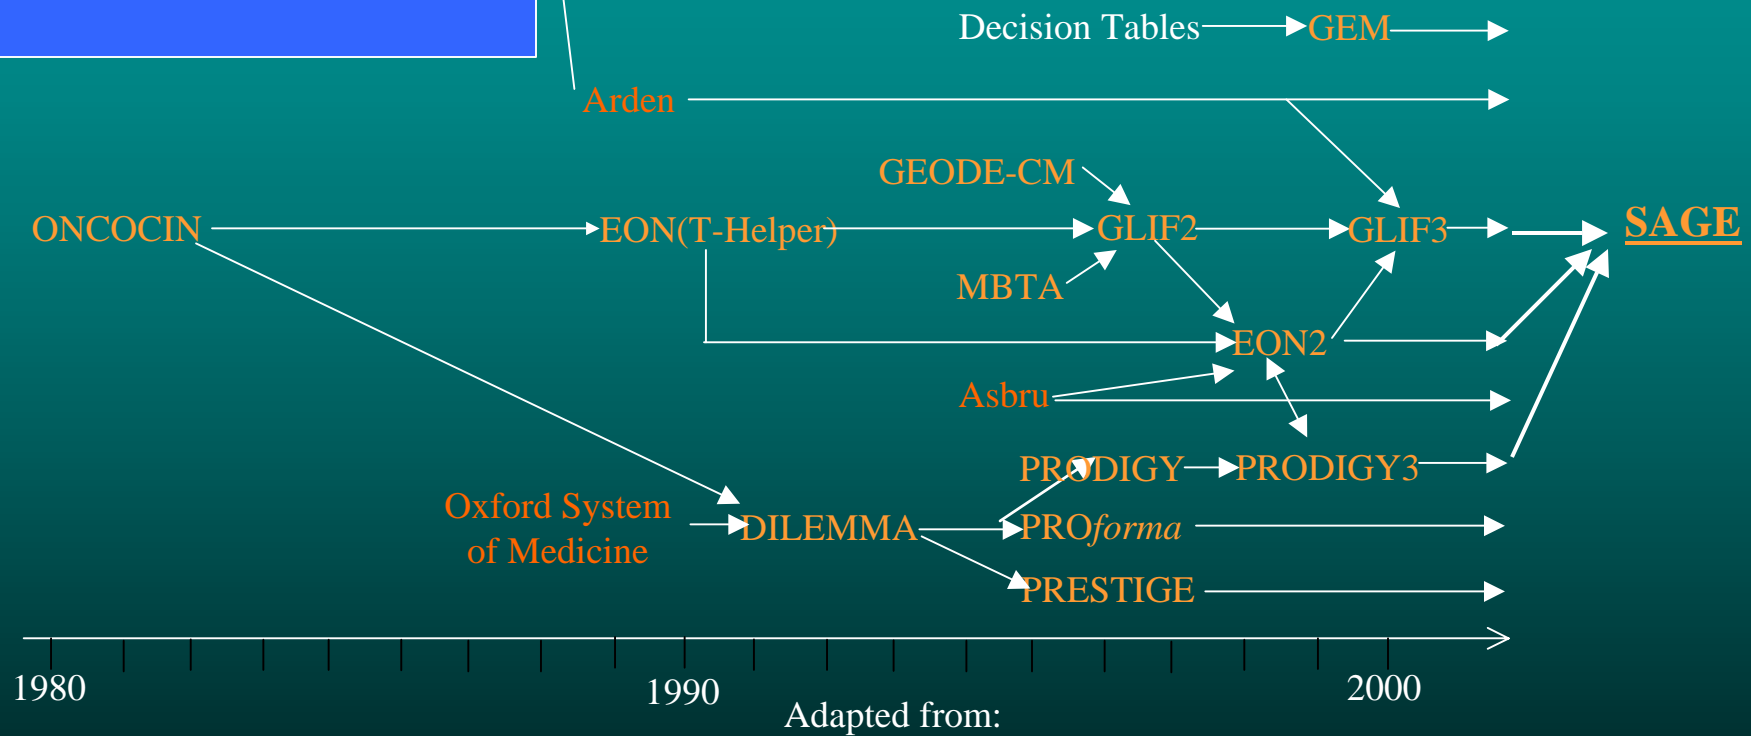 Decision Tables GEM
Arden
GEODE-CM
ONCOCIN EON(T-Helper) GLIF2 GLIF3 SAGE
MBTA
EON2
Asbru
PRODIGY PRODIGY3
Oxford System
of Medicine
DILEMMA PROforma
PRESTIGE
1980 1990 2000
Adapted from: